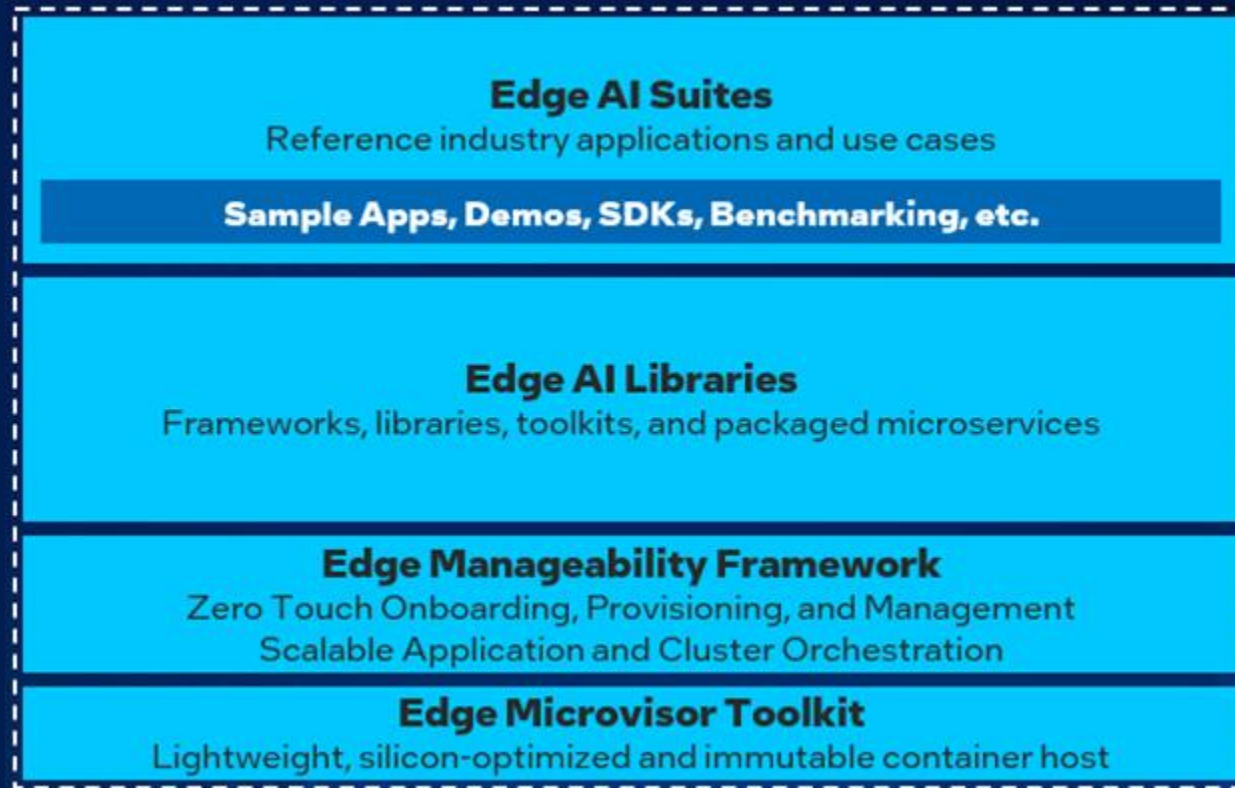 Edge AI Suites
Reference industry applications and use cases
Sample Apps, Demos, SDKs, Benchmarking, etc.
Edge AI Libraries
Frameworks, libraries, toolkits, and packaged microservices
Edge Manageability Framework
Zero Touch Onboarding, Provisioning, and Management
Scalable Application and Cluster Orchestration
Edge Microvisor Toolkit
Lightweight, silicon-optimized and immutable container host